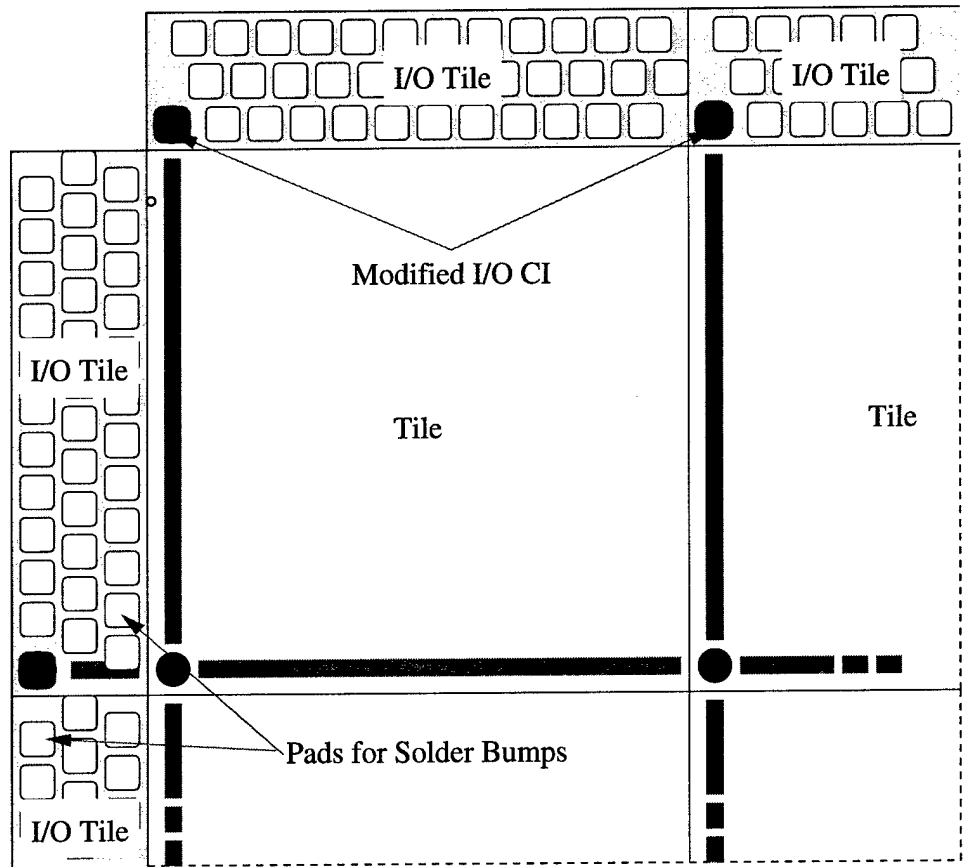 I/O Tile
I/O Tile
Modified I/O CI
I/O Tile
Tile
Tile
Pads for Solder Bumps
I/O Tile